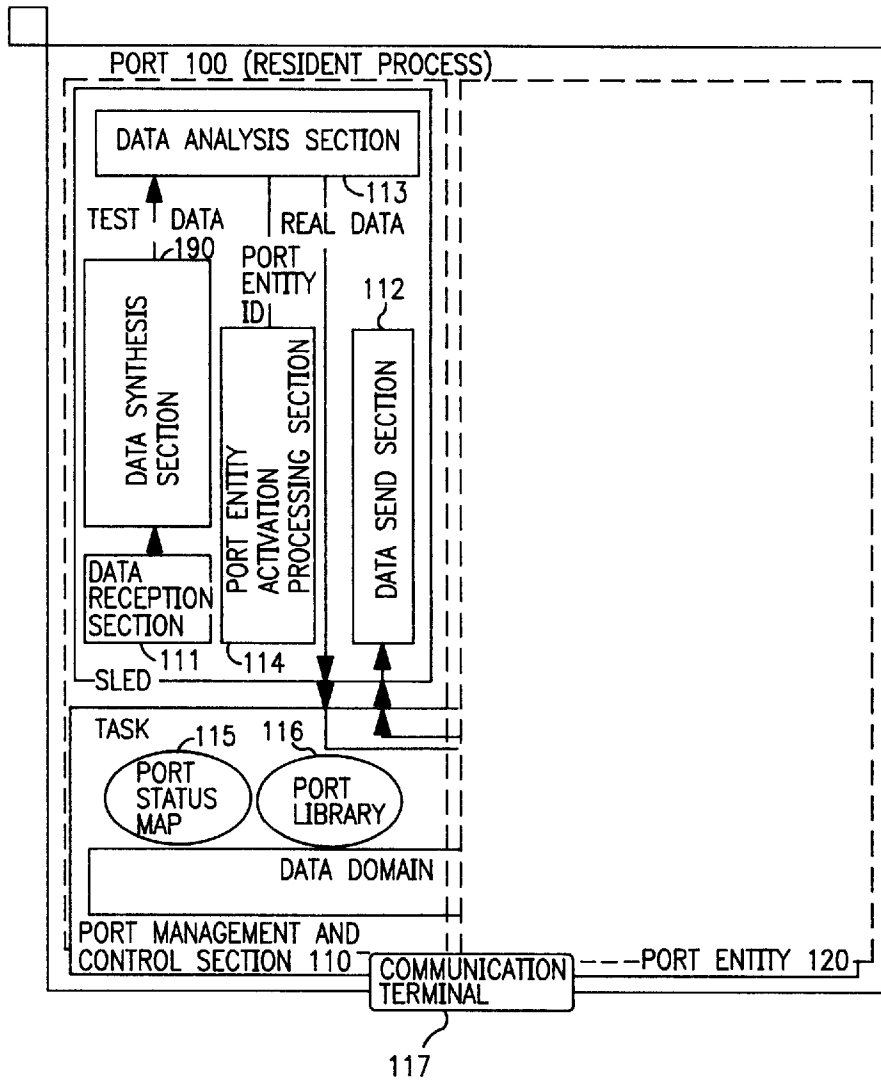 PORT 100 (RESIDENT PROCESS)
DATA ANALYSIS SECTION
113
TEST DATA
REAL DATA
190
PORT
ENTITY
ID
112
DATA SYNTHESIS
SECTION
PORT ENTITY
ACTIVATION
PROCESSING SECTION
DATA SEND SECTION
DATA
RECEPTION
SECTION
111
114
SLED
TASK
115
116
PORT
STATUS
MAP
PORT
LIBRARY
DATA DOMAIN
PORT MANAGEMENT AND
CONTROL SECTION 110
COMMUNICATION
TERMINAL
PORT ENTITY 120
117